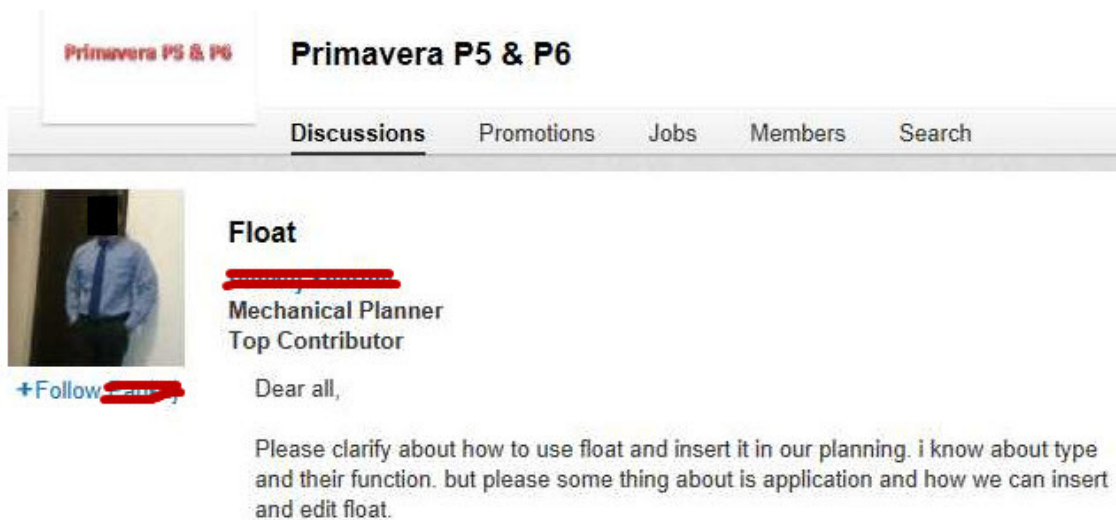 Primavera P5 & P6
Primavera P5 & P6
Discussions Promotions Jobs Members Search
Float
Mechanical Planner
Top Contributor
+Follow
Dear all,
Please clarify about how to use float and insert it in our planning. i know about type
and their function. but please some thing about is application and how we can insert
and edit float.